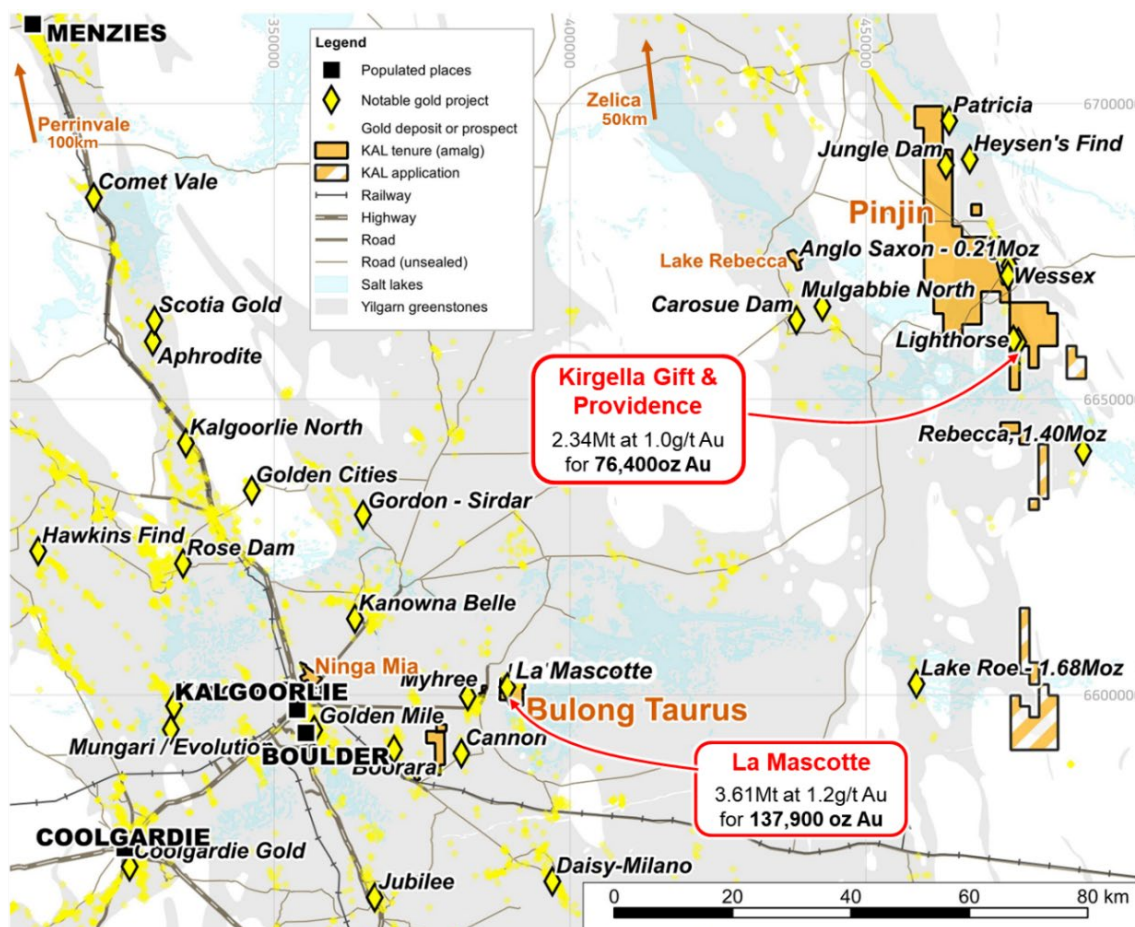 MENZIES
Perrinvale
100km
Comet Vale
Scotia Gold
Aphrodite
Kalgoorlie North
Golden Cities
Gordon - Sirdar
Hawkins Find
Rose Dam
Kanowna Belle
Ninga Mia
KALGOORLIE
Golden Mile
Mungari / Evolutio
BOULDER
Boorara
Myhree
Cannon
COOLGARDIE
Coolgardie Gold
Jubilee
Daisy-Milano
Legend
Populated places
Notable gold project
Gold deposit or prospect
KAL tenure (amalg)
KAL application
Railway
Highway
Road
Road (unsealed)
Salt lakes
Yilgarn greenstones
350000
400000
450000
Zelica
50km
6700000
Patricia
Jungle Dam
Heysen's Find
Pinjin
Lake Rebecca
Anglo Saxon - 0.21Moz
Wessex
Mulgabbie North
Carosue Dam
Lighthorse
Kirgella Gift &
Providence
2.34Mt at 1.0g/t Au
for 76,400oz Au
6650000
Rebecca, 1.40Moz
La Mascotte
Bulong Taurus
Lake Roe - 1.68Moz
6600000
La Mascotte
3.61Mt at 1.2g/t Au
for 137,900 oz Au
0 20 40 60 80 km